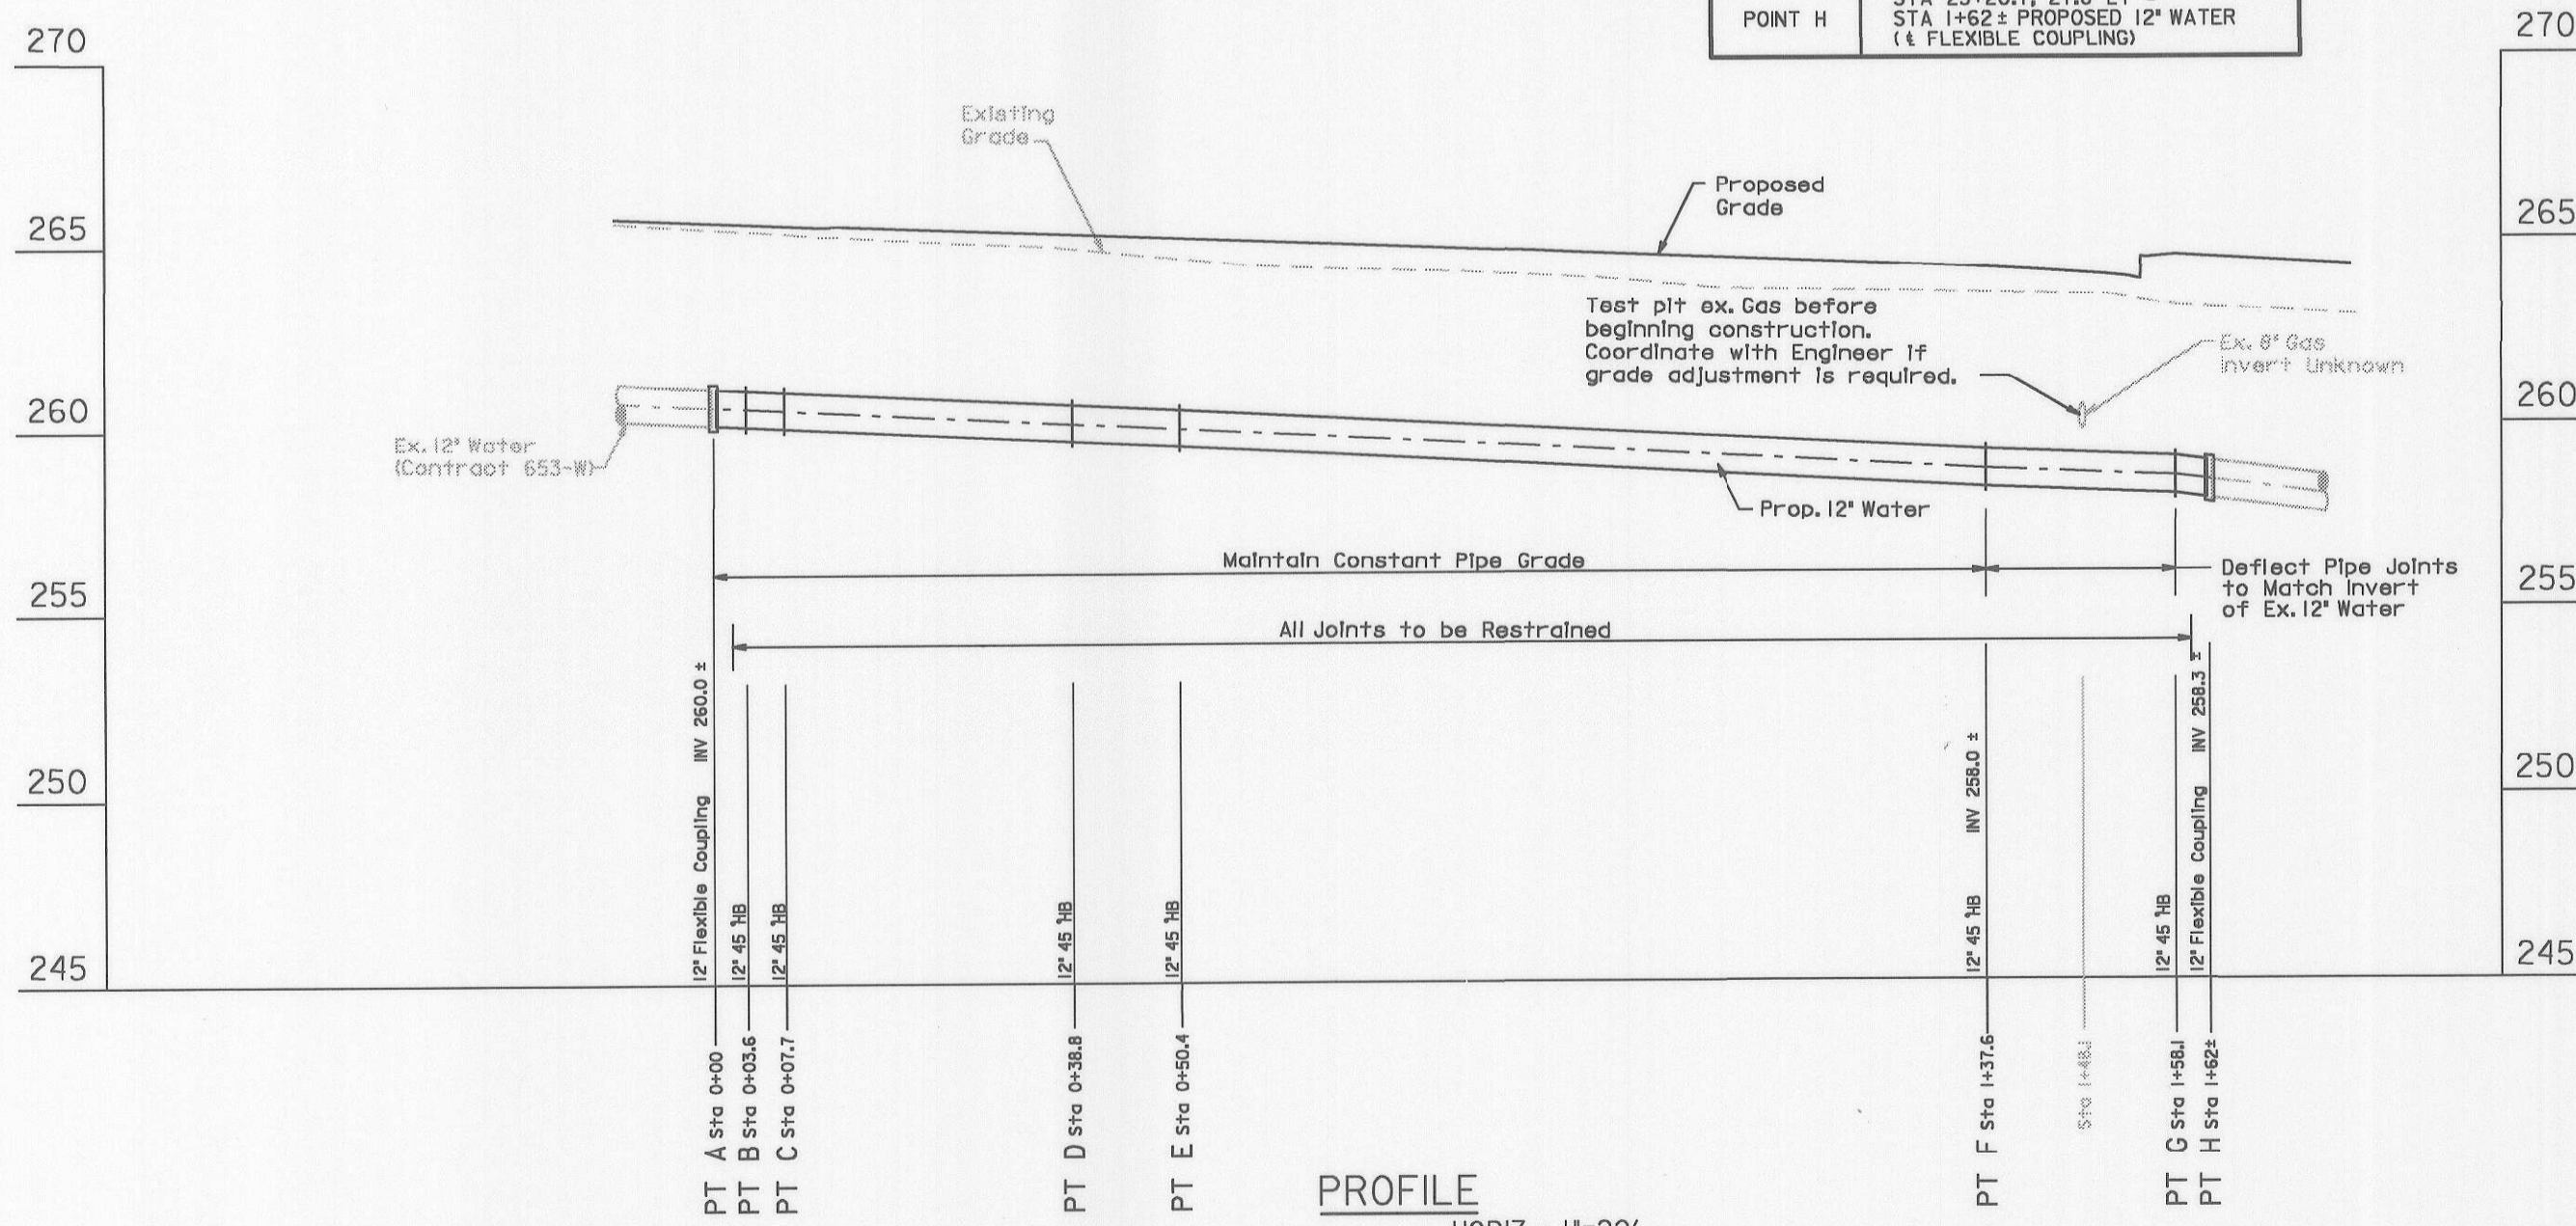 POINT H
STA 1+62± PROPOSED 12" WATER
(℄ FLEXIBLE COUPLING)
270
270
Existing
Grade
Proposed
Grade
265
265
Test pit ex. Gas before
beginning construction.
Coordinate with Engineer if
grade adjustment is required.
Ex. 8" Gas
Invert Unknown
260
260
Ex. 12" Water
(Contract 653-W)
Prop. 12" Water
Maintain Constant Pipe Grade
Deflect Pipe Joints
to Match Invert
of Ex. 12" Water
255
255
All Joints to be Restrained
250
250
245
245
12" Flexible Coupling INV 260.0 ±
12" 45°HB
12" 45°HB
12" 45°HB
12" 45°HB
12" 45°HB INV 258.0 ±
12" 45°HB
12" Flexible Coupling INV 258.3 ±
PT A Sta 0+00
PT B Sta 0+03.6
PT C Sta 0+07.7
PT D Sta 0+38.8
PT E Sta 0+50.4
PT F Sta 1+37.6
Sta 1+48.1
PT G Sta 1+58.1
PT H Sta 1+62±
PROFILE